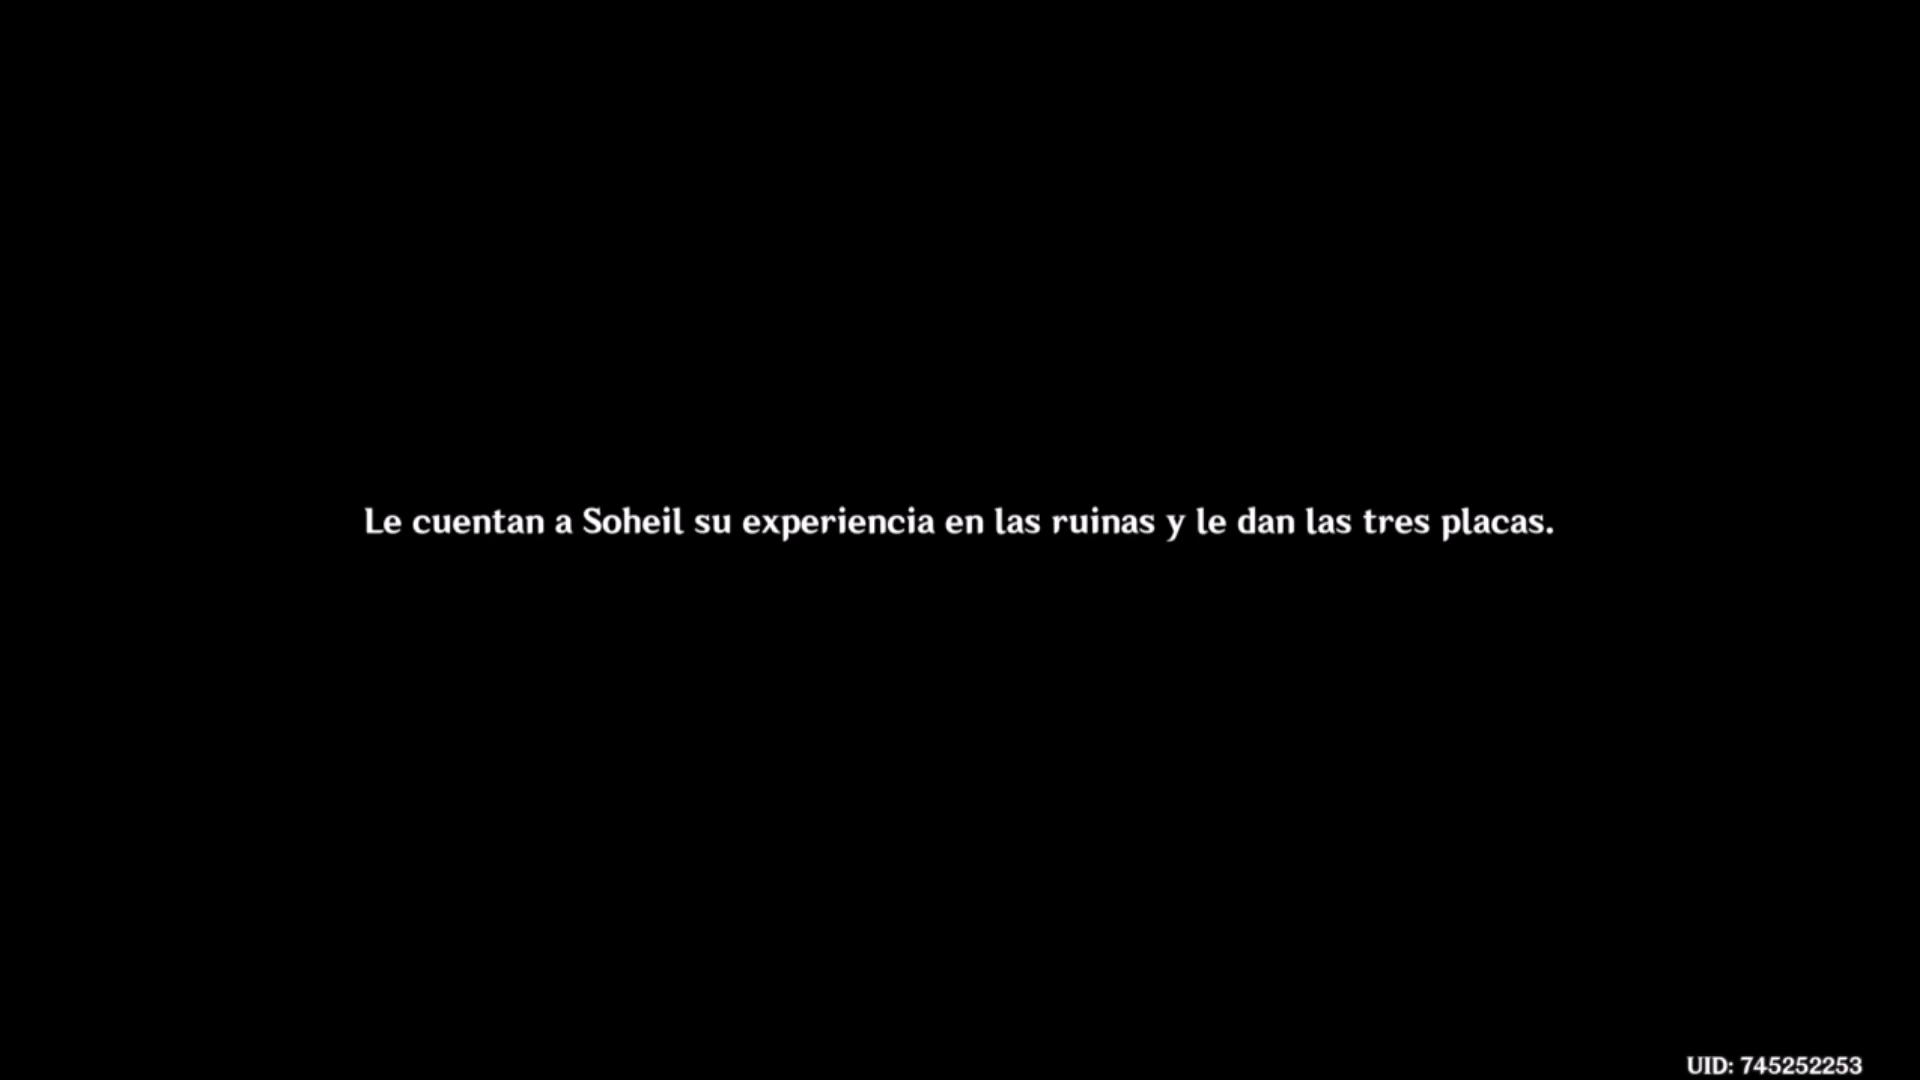 Le cuentan a Soheil su experiencia en las ruinas y le dan las tres placas.
UID: 745252253